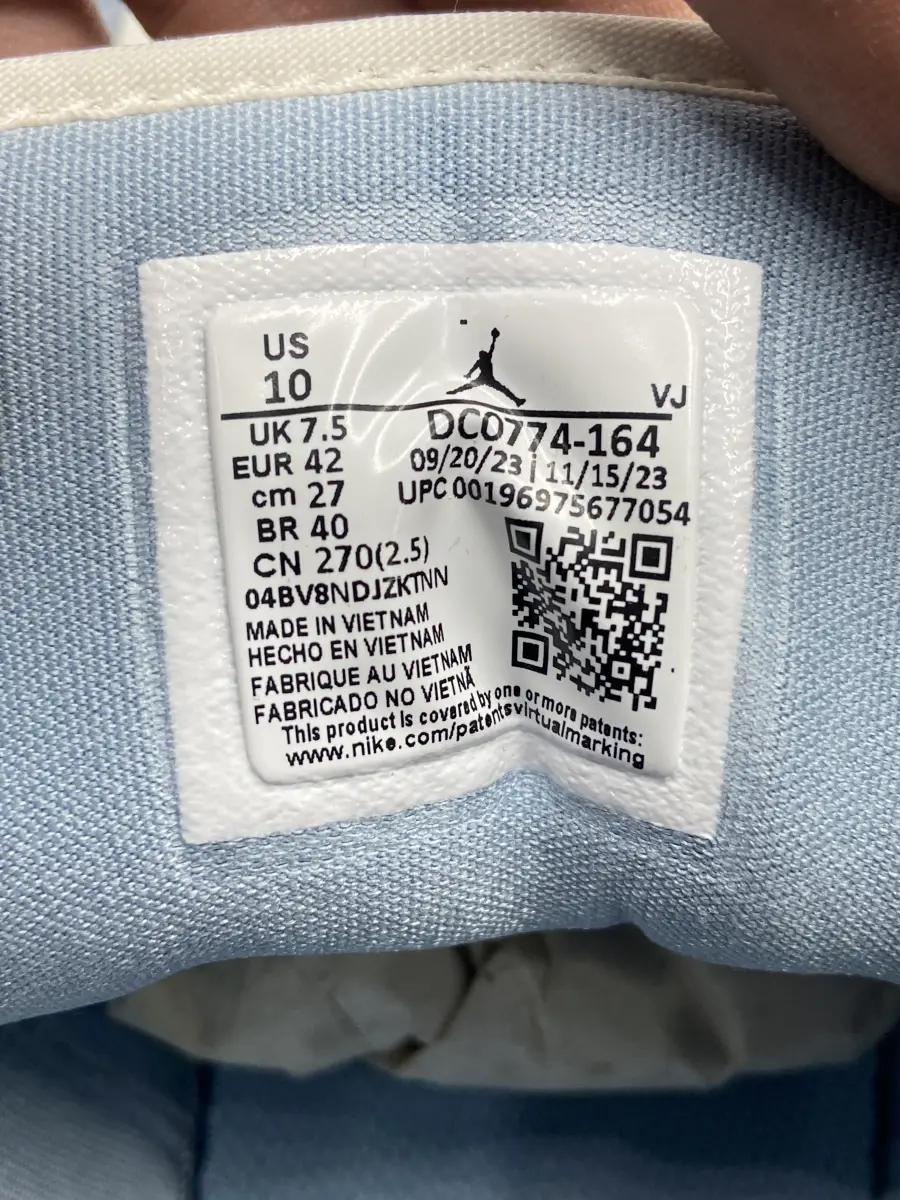 US
10
VJ
UK 7.5
EUR 42
cm 27
BR 40
CN 270(2.5)
DC0774-164
09/20/23 | 11/15/23
UPC 00196975677054
04BV8NDJZKTNN
MADE IN VIETNAM
HECHO EN VIETNAM
FABRIQUE AU VIETNAM
FABRICADO NO VIETNÃ
This product is covered by one or more patents:
www.nike.com/patentsvirtualmarking